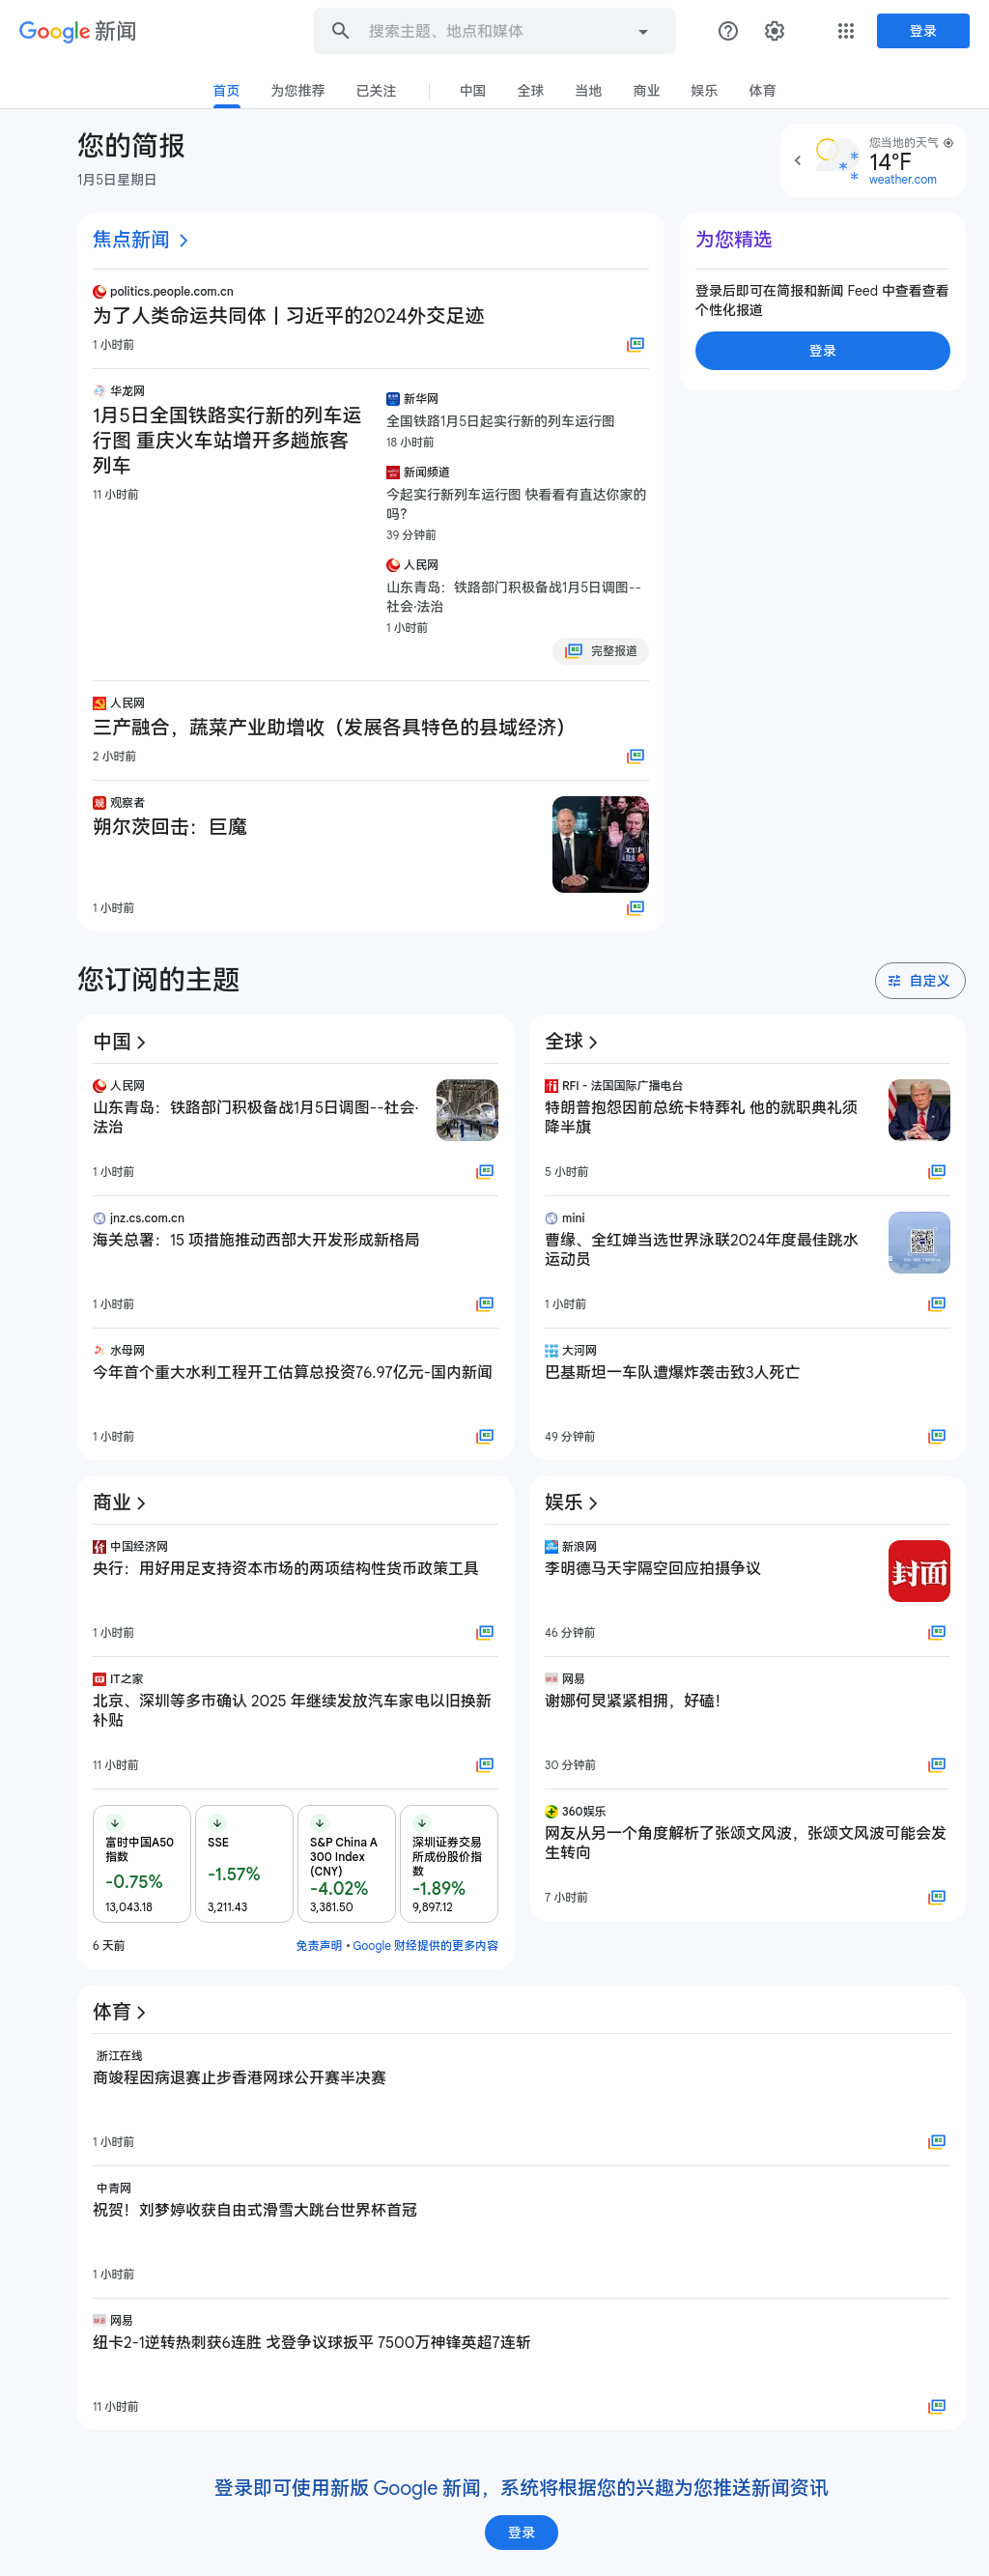 Google 新闻
搜索主题、地点和媒体
登录
首页
为您推荐
已关注
中国
全球
当地
商业
娱乐
体育
您的简报
1月5日星期日
您当地的天气
14°F
weather.com
焦点新闻
politics.people.com.cn
为了人类命运共同体丨习近平的2024外交足迹
1 小时前
华龙网
1月5日全国铁路实行新的列车运
行图 重庆火车站增开多趟旅客
列车
11 小时前
新华网
全国铁路1月5日起实行新的列车运行图
18 小时前
新闻频道
今起实行新列车运行图 快看看有直达你家的
吗？
39 分钟前
人民网
山东青岛：铁路部门积极备战1月5日调图--
社会·法治
1 小时前
完整报道
人民网
三产融合，蔬菜产业助增收（发展各具特色的县域经济）
2 小时前
观察者
朔尔茨回击：巨魔
1 小时前
为您精选
登录后即可在简报和新闻 Feed 中查看查看
个性化报道
登录
您订阅的主题
自定义
中国
人民网
山东青岛：铁路部门积极备战1月5日调图--社会·
法治
1 小时前
jnz.cs.com.cn
海关总署：15 项措施推动西部大开发形成新格局
1 小时前
水母网
今年首个重大水利工程开工估算总投资76.97亿元-国内新闻
1 小时前
全球
RFI - 法国国际广播电台
特朗普抱怨因前总统卡特葬礼 他的就职典礼须
降半旗
5 小时前
mini
曹缘、全红婵当选世界泳联2024年度最佳跳水
运动员
1 小时前
大河网
巴基斯坦一车队遭爆炸袭击致3人死亡
49 分钟前
商业
中国经济网
央行：用好用足支持资本市场的两项结构性货币政策工具
1 小时前
IT之家
北京、深圳等多市确认 2025 年继续发放汽车家电以旧换新
补贴
11 小时前
富时中国A50
指数
-0.75%
13,043.18
SSE
-1.57%
3,211.43
S&P China A
300 Index
(CNY)
-4.02%
3,381.50
深圳证券交易
所成份股价指
数
-1.89%
9,897.12
6 天前
免责声明 • Google 财经提供的更多内容
娱乐
新浪网
李明德马天宇隔空回应拍摄争议
封面
46 分钟前
网易
谢娜何炅紧紧相拥，好磕！
30 分钟前
360娱乐
网友从另一个角度解析了张颂文风波，张颂文风波可能会发
生转向
7 小时前
体育
浙江在线
商竣程因病退赛止步香港网球公开赛半决赛
1 小时前
中青网
祝贺！刘梦婷收获自由式滑雪大跳台世界杯首冠
1 小时前
网易
纽卡2-1逆转热刺获6连胜 戈登争议球扳平 7500万神锋英超7连斩
11 小时前
登录即可使用新版 Google 新闻，系统将根据您的兴趣为您推送新闻资讯
登录